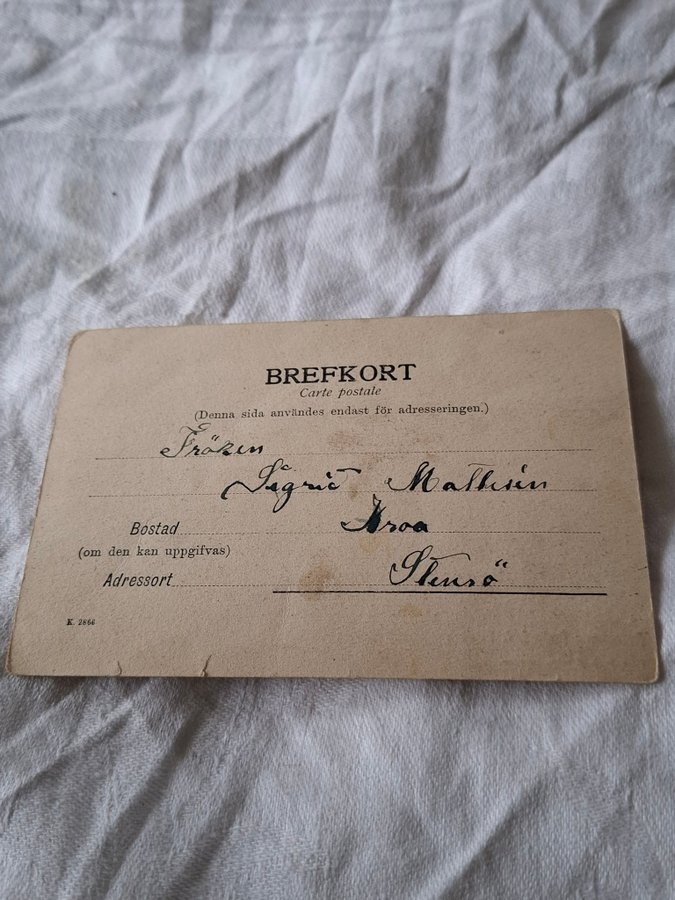 BREFKORT
Carte postale
(Denna sida användes endast för adresseringen.)
Fröken
Sigrid Mathisén
Bostad
(om den kan uppgifvas)
Adressort Stensö
K. 2866